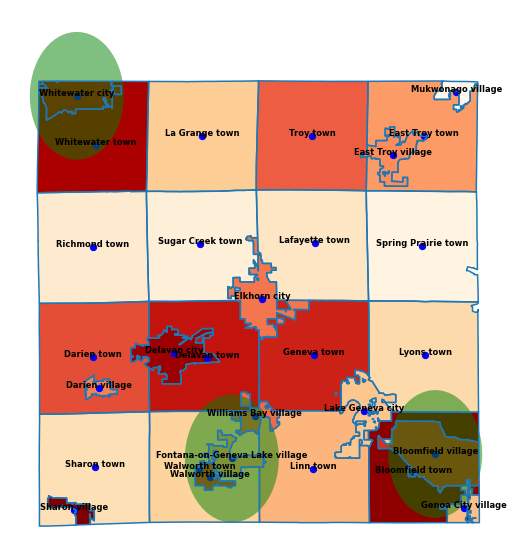 Mukwonago village
Whitewater city
La Grange town
Troy town
East Troy town
Whitewater town
East Troy village
Richmond town
Sugar Creek town
Lafayette town
Spring Prairie town
Elkhorn city
Darien town
Delavan city
Delavan town
Geneva town
Lyons town
Darien village
Williams Bay village
Lake Geneva city
Fontana-on-Geneva Lake village
Bloomfield village
Sharon town
Walworth town
Linn town
Bloomfield town
Walworth village
Sharon village
Genoa City village